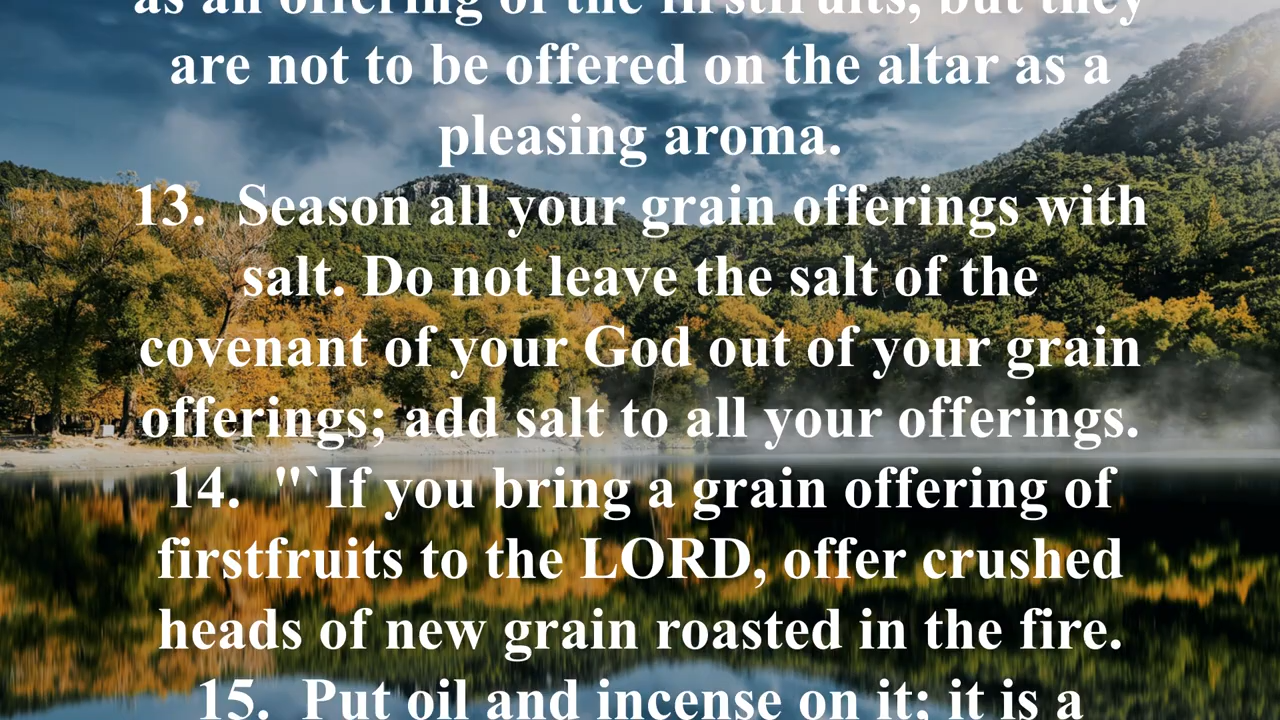 as an offering of the firstfruits, but they
are not to be offered on the altar as a
pleasing aroma.
13.  Season all your grain offerings with
salt. Do not leave the salt of the
covenant of your God out of your grain
offerings; add salt to all your offerings.
14.  "`If you bring a grain offering of
firstfruits to the LORD, offer crushed
heads of new grain roasted in the fire.
15.  Put oil and incense on it; it is a